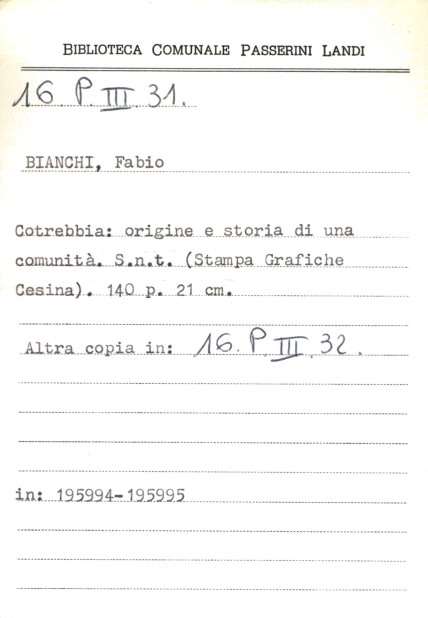 BIBLIOTECA COMUNALE PASSERINI LANDI
16. P. III. 31.
BIANCHI, Fabio
Cotrebbia: origine e storia di una
comunità. S.n.t. (Stampa Grafiche
Cesina). 140 p. 21 cm.
Altra copia in: 16. P. III. 32.
in: 195994-195995